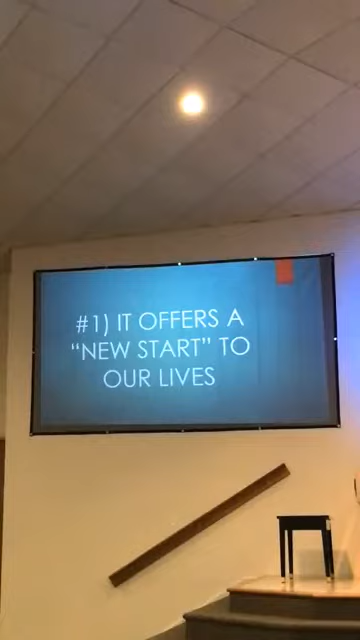 #1) IT OFFERS A
“NEW START” TO
OUR LIVES